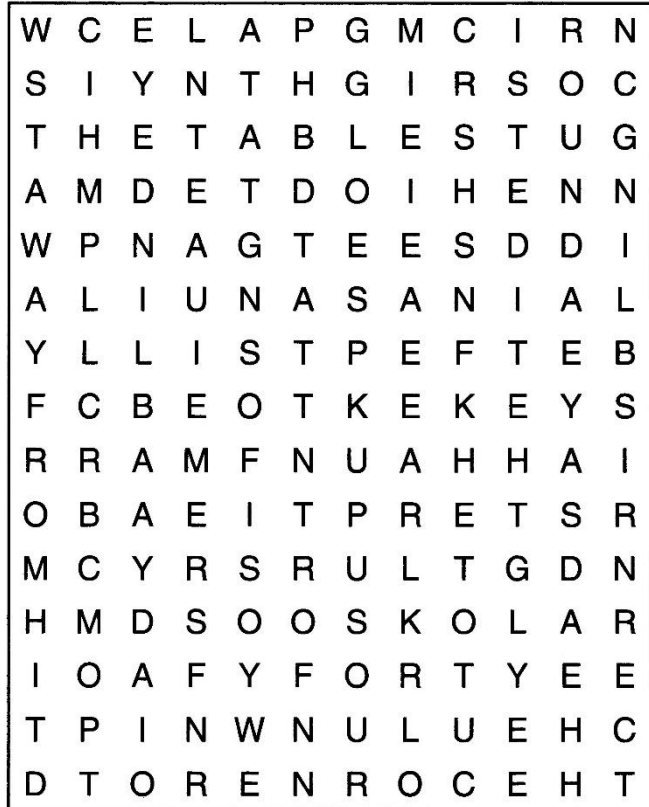 W C E L A P G M C I R N
S I Y N T H G I R S O C
T H E T A B L E S T U G
A M D E T D O I H E N N
W P N A G T E E S D D I
A L I U N A S A N I A L
Y L L I S T P E F T E B
F C B E O T K E K E Y S
R R A M F N U A H H A I
O B A E I T P R E T S R
M C Y R S R U L T G D N
H M D S O O S K O L A R
I O A F Y F O R T Y E E
T P I N W N U L U E H C
D T O R E N R O C E H T